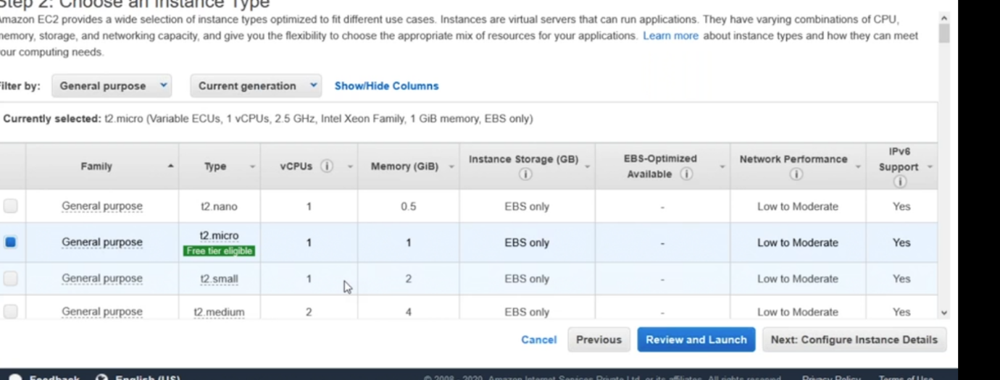 Step 2: Choose an Instance Type
Amazon EC2 provides a wide selection of instance types optimized to fit different use cases. Instances are virtual servers that can run applications. They have varying combinations of CPU,
memory, storage, and networking capacity, and give you the flexibility to choose the appropriate mix of resources for your applications. Learn more about instance types and how they can meet
your computing needs.
Filter by: General purpose Current generation Show/Hide Columns
Currently selected: t2.micro (Variable ECUs, 1 vCPUs, 2.5 GHz, Intel Xeon Family, 1 GiB memory, EBS only)
Family Type vCPUs Memory (GiB) Instance Storage (GB) EBS-Optimized Available Network Performance IPv6 Support
General purpose t2.nano 1 0.5 EBS only - Low to Moderate Yes
General purpose t2.micro Free tier eligible 1 1 EBS only - Low to Moderate Yes
General purpose t2.small 1 2 EBS only - Low to Moderate Yes
General purpose t2.medium 2 4 EBS only - Low to Moderate Yes
Cancel Previous Review and Launch Next: Configure Instance Details
Feedback English (US) © 2008 - 2020, Amazon Internet Services Private Ltd. or its affiliates. All rights reserved. Privacy Policy Terms of Use